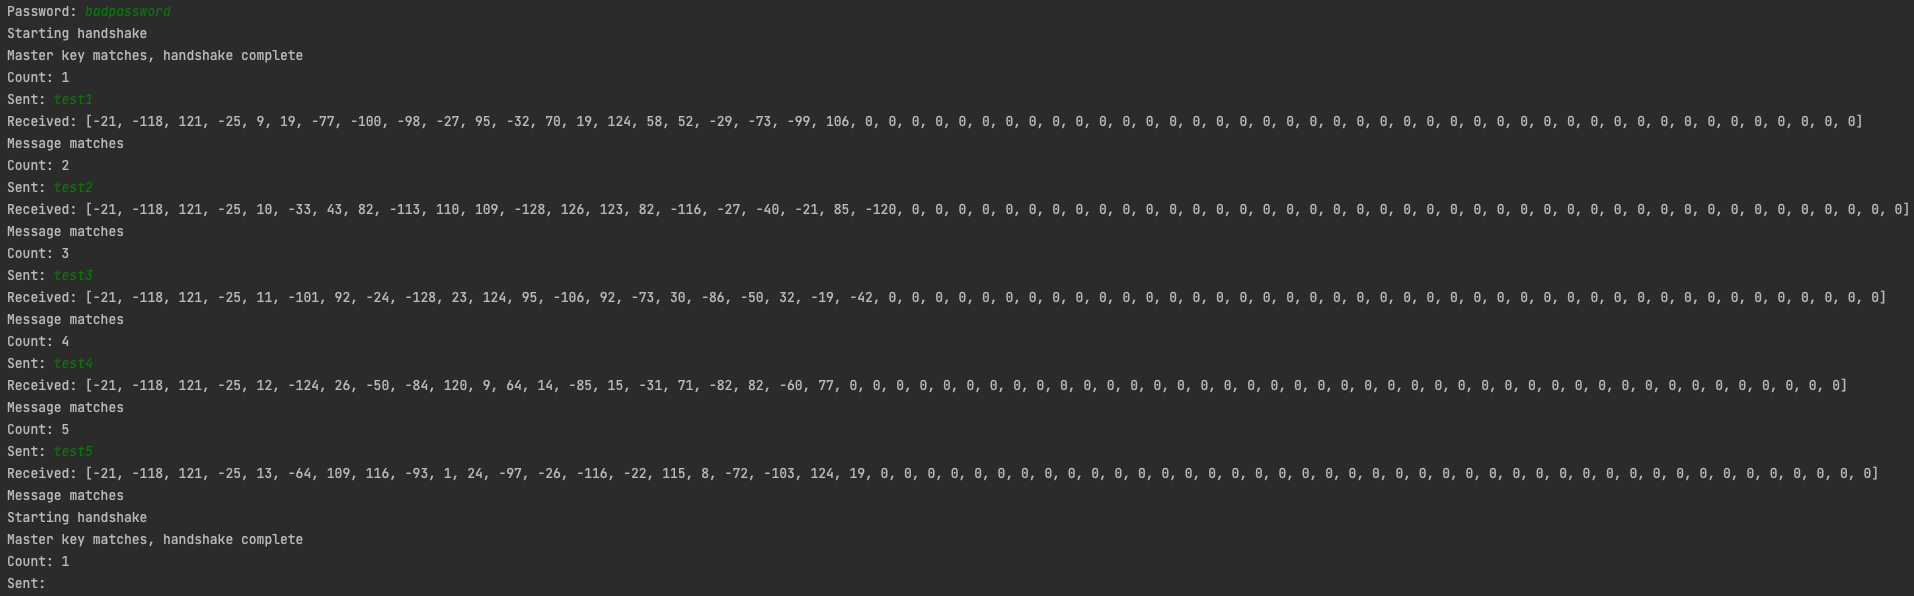 Password: badpassword
Starting handshake
Master key matches, handshake complete
Count: 1
Sent: test1
Received: [-21, -118, 121, -25, 9, 19, -77, -100, -98, -27, 95, -32, 70, 19, 124, 58, 52, -29, -73, -99, 106, 0, 0, 0, 0, 0, 0, 0, 0, 0, 0, 0, 0, 0, 0, 0, 0, 0, 0, 0, 0, 0, 0, 0, 0, 0, 0, 0, 0, 0, 0, 0, 0, 0, 0, 0, 0, 0, 0, 0, 0, 0, 0, 0]
Message matches
Count: 2
Sent: test2
Received: [-21, -118, 121, -25, 10, -33, 43, 82, -113, 110, 109, -128, 126, 123, 82, -116, -27, -40, -21, 85, -120, 0, 0, 0, 0, 0, 0, 0, 0, 0, 0, 0, 0, 0, 0, 0, 0, 0, 0, 0, 0, 0, 0, 0, 0, 0, 0, 0, 0, 0, 0, 0, 0, 0, 0, 0, 0, 0, 0, 0, 0, 0, 0, 0]
Message matches
Count: 3
Sent: test3
Received: [-21, -118, 121, -25, 11, -101, 92, -24, -128, 23, 124, 95, -106, 92, -73, 30, -86, -50, 32, -19, -42, 0, 0, 0, 0, 0, 0, 0, 0, 0, 0, 0, 0, 0, 0, 0, 0, 0, 0, 0, 0, 0, 0, 0, 0, 0, 0, 0, 0, 0, 0, 0, 0, 0, 0, 0, 0, 0, 0, 0, 0, 0, 0, 0]
Message matches
Count: 4
Sent: test4
Received: [-21, -118, 121, -25, 12, -124, 26, -50, -84, 120, 9, 64, 14, -85, 15, -31, 71, -82, 82, -60, 77, 0, 0, 0, 0, 0, 0, 0, 0, 0, 0, 0, 0, 0, 0, 0, 0, 0, 0, 0, 0, 0, 0, 0, 0, 0, 0, 0, 0, 0, 0, 0, 0, 0, 0, 0, 0, 0, 0, 0, 0, 0, 0, 0]
Message matches
Count: 5
Sent: test5
Received: [-21, -118, 121, -25, 13, -64, 109, 116, -93, 1, 24, -97, -26, -116, -22, 115, 8, -72, -103, 124, 19, 0, 0, 0, 0, 0, 0, 0, 0, 0, 0, 0, 0, 0, 0, 0, 0, 0, 0, 0, 0, 0, 0, 0, 0, 0, 0, 0, 0, 0, 0, 0, 0, 0, 0, 0, 0, 0, 0, 0, 0, 0, 0, 0]
Message matches
Starting handshake
Master key matches, handshake complete
Count: 1
Sent: